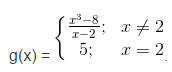 g(x) = { (x³−8)/(x−2); x ≠ 2
5; x = 2.